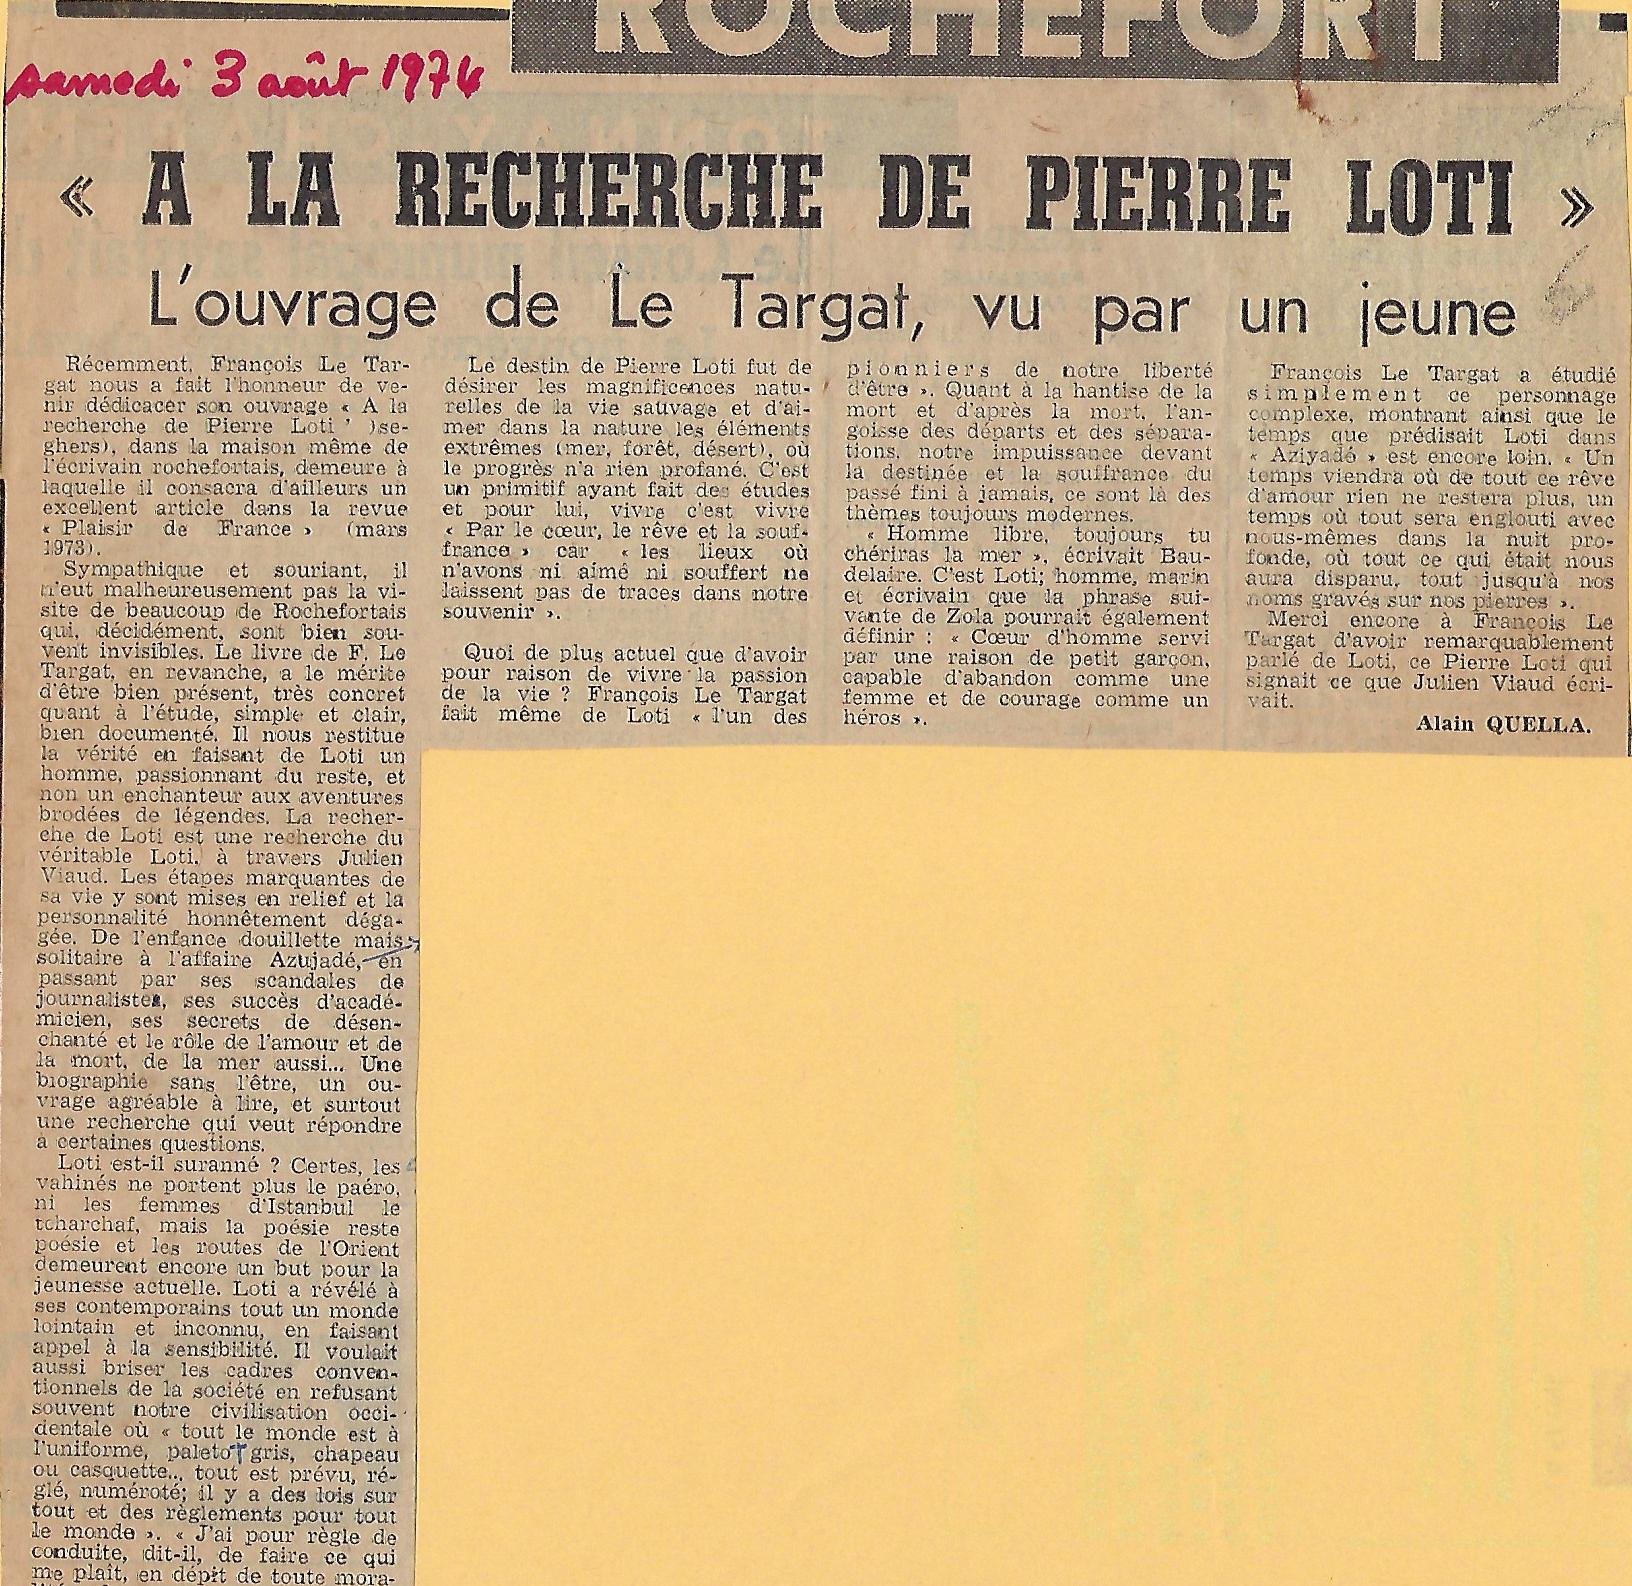 ROCHEFORT
samedi 3 août 1974
« A LA RECHERCHE DE PIERRE LOTI »
L'ouvrage de Le Targat, vu par un jeune
Récemment, François Le Tar-
gat nous a fait l'honneur de ve-
nir dédicacer son ouvrage « A la
recherche de Pierre Loti ' )se-
ghers), dans la maison même de
l'écrivain rochefortais, demeure à
laquelle il consacra d'ailleurs un
excellent article dans la revue
« Plaisir de France » (mars
1973).
Sympathique et souriant, il
n'eut malheureusement pas la vi-
site de beaucoup de Rochefortais
qui, décidément, sont bien sou-
vent invisibles. Le livre de F. Le
Targat, en revanche, a le mérite
d'être bien présent, très concret
quant à l'étude, simple et clair,
bien documenté. Il nous restitue
la vérité en faisant de Loti un
homme, passionnant du reste, et
non un enchanteur aux aventures
brodées de légendes. La recher-
che de Loti est une recherche du
véritable Loti, à travers Julien
Viaud. Les étapes marquantes de
sa vie y sont mises en relief et la
personnalité honnêtement déga-
gée. De l'enfance douillette mais
solitaire à l'affaire Azujadé, en
passant par ses scandales de
journaliste, ses succès d'acadé-
micien, ses secrets de désen-
chanté et le rôle de l'amour et de
la mort, de la mer aussi... Une
biographie sans l'être, un ou-
vrage agréable à lire, et surtout
une recherche qui veut répondre
à certaines questions.
Loti est-il suranné ? Certes, les
vahinés ne portent plus le paéro,
ni les femmes d'Istanbul le
tcharchaf, mais la poésie reste
poésie et les routes de l'Orient
demeurent encore un but pour la
jeunesse actuelle. Loti a révélé à
ses contemporains tout un monde
lointain et inconnu, en faisant
appel à la sensibilité. Il voulait
aussi briser les cadres conven-
tionnels de la société en refusant
souvent notre civilisation occi-
dentale où « tout le monde est à
l'uniforme, paletot gris, chapeau
ou casquette... tout est prévu, ré-
glé, numéroté; il y a des lois sur
tout et des règlements pour tout
le monde ». « J'ai pour règle de
conduite, dit-il, de faire ce qui
me plaît, en dépit de toute mora-
Le destin de Pierre Loti fut de
désirer les magnificences natu-
relles de la vie sauvage et d'ai-
mer dans la nature les éléments
extrêmes (mer, forêt, désert), où
le progrès n'a rien profané. C'est
un primitif ayant fait des études
et pour lui, vivre c'est vivre
« Par le cœur, le rêve et la souf-
france » car « les lieux où
n'avons ni aimé ni souffert ne
laissent pas de traces dans notre
souvenir ».
Quoi de plus actuel que d'avoir
pour raison de vivre la passion
de la vie ? François Le Targat
fait même de Loti « l'un des
pionniers de notre liberté
d'être ». Quant à la hantise de la
mort et d'après la mort, l'an-
goisse des départs et des sépara-
tions, notre impuissance devant
la destinée et la souffrance du
passé fini à jamais, ce sont là des
thèmes toujours modernes.
« Homme libre, toujours tu
chériras la mer », écrivait Bau-
delaire. C'est Loti; homme, marin
et écrivain que la phrase sui-
vante de Zola pourrait également
définir : « Cœur d'homme servi
par une raison de petit garçon,
capable d'abandon comme une
femme et de courage comme un
héros ».
François Le Targat a étudié
simplement ce personnage
complexe, montrant ainsi que le
temps que prédisait Loti dans
« Aziyadé » est encore loin. « Un
temps viendra où de tout ce rêve
d'amour rien ne restera plus, un
temps où tout sera englouti avec
nous-mêmes dans la nuit pro-
fonde, où tout ce qui était nous
aura disparu, tout jusqu'à nos
noms gravés sur nos pierres ».
Merci encore à François Le
Targat d'avoir remarquablement
parlé de Loti, ce Pierre Loti qui
signait ce que Julien Viaud écri-
vait.
Alain QUELLA.